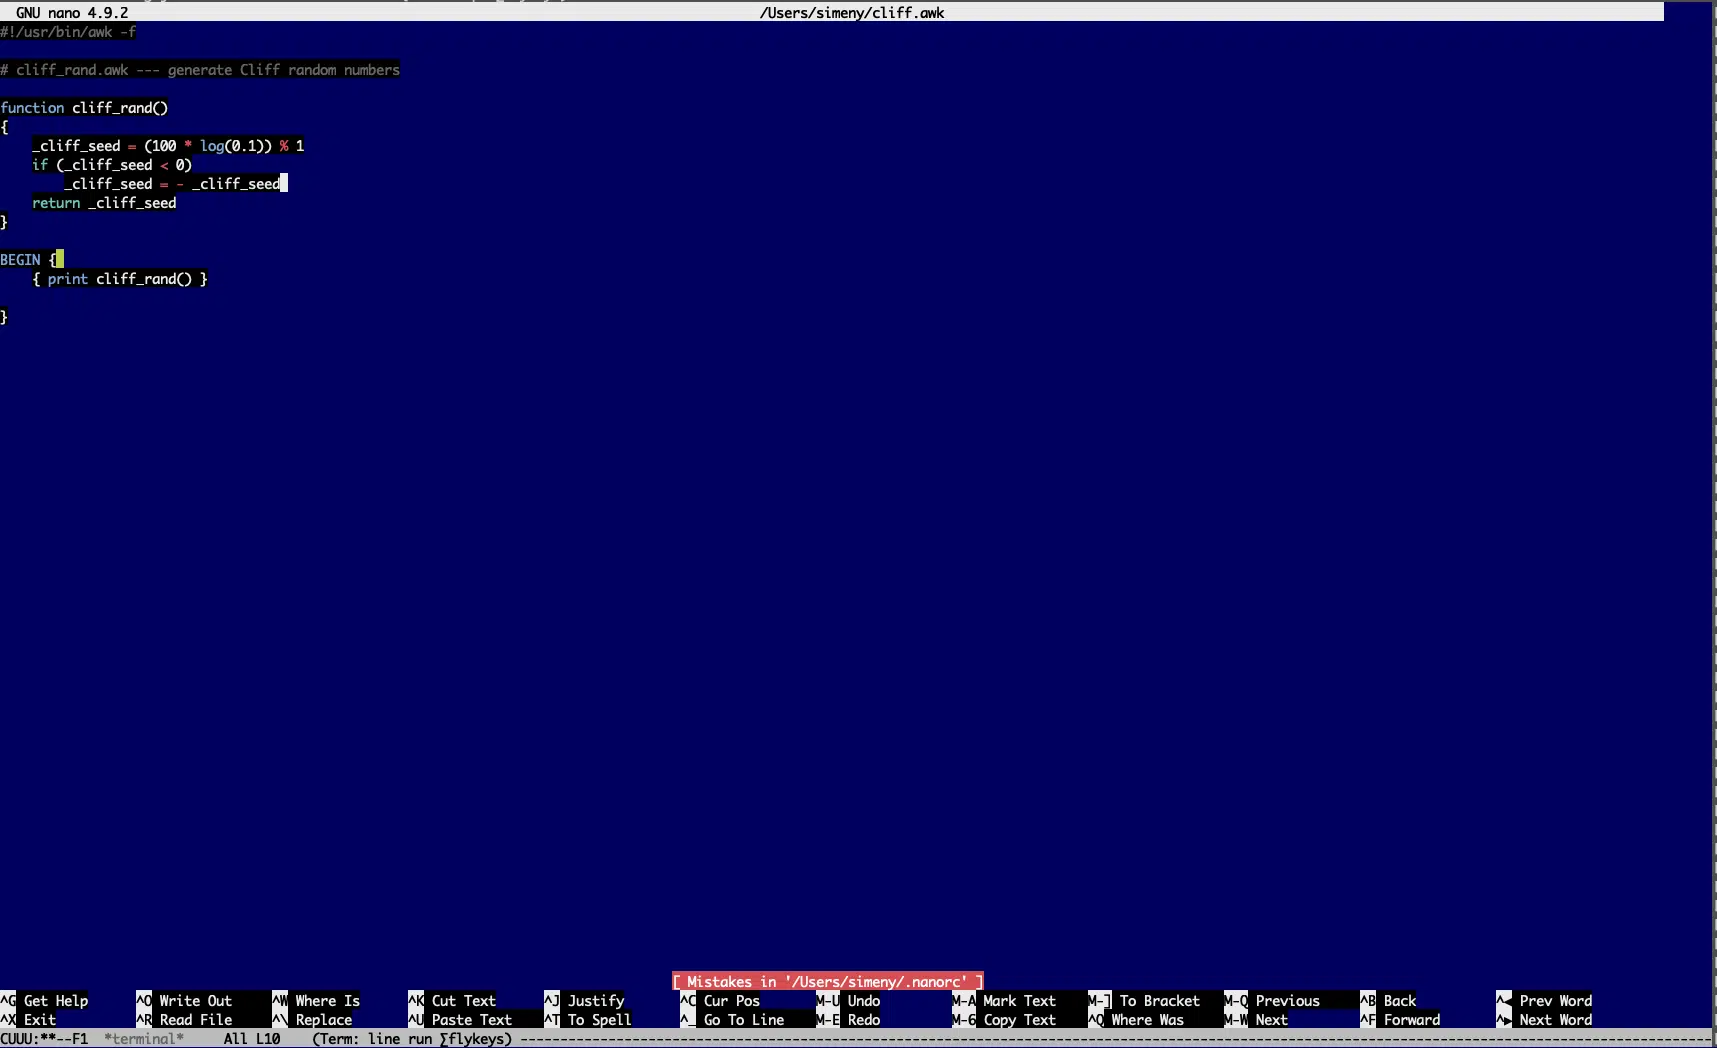 GNU nano 4.9.2 /Users/simeny/cliff.awk
#!/usr/bin/awk -f
# cliff_rand.awk --- generate Cliff random numbers
function cliff_rand()
{
    _cliff_seed = (100 * log(0.1)) % 1
    if (_cliff_seed < 0)
        _cliff_seed = - _cliff_seed
    return _cliff_seed
}
BEGIN {
    { print cliff_rand() }
}
[ Mistakes in '/Users/simeny/.nanorc' ]
^G Get Help ^O Write Out ^W Where Is ^K Cut Text ^J Justify ^C Cur Pos M-U Undo M-A Mark Text M-] To Bracket M-Q Previous ^B Back ^◀ Prev Word
^X Exit ^R Read File ^\ Replace ^U Paste Text ^T To Spell ^_ Go To Line M-E Redo M-6 Copy Text ^Q Where Was M-W Next ^F Forward ^▶ Next Word
CUUU:**--F1 *terminal* All L10 (Term: line run ∑flykeys) ----------